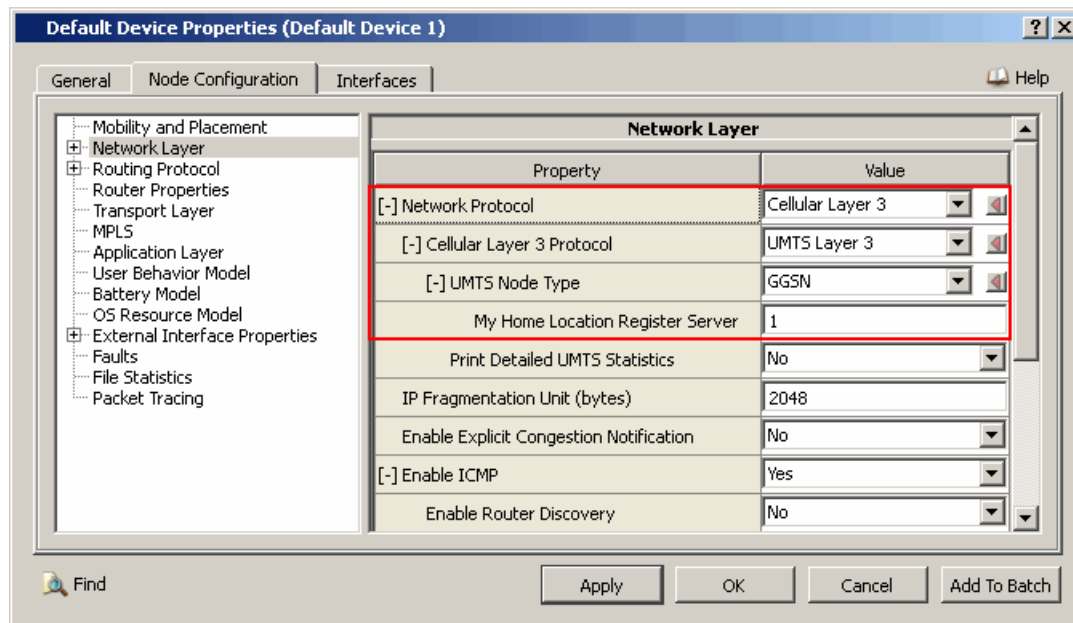 Default Device Properties (Default Device 1)
General Node Configuration Interfaces Help
Mobility and Placement
Network Layer
Routing Protocol
Router Properties
Transport Layer
MPLS
Application Layer
User Behavior Model
Battery Model
OS Resource Model
External Interface Properties
Faults
File Statistics
Packet Tracing
Network Layer
Property Value
[-] Network Protocol Cellular Layer 3
[-] Cellular Layer 3 Protocol UMTS Layer 3
[-] UMTS Node Type GGSN
My Home Location Register Server 1
Print Detailed UMTS Statistics No
IP Fragmentation Unit (bytes) 2048
Enable Explicit Congestion Notification No
[-] Enable ICMP Yes
Enable Router Discovery No
Find Apply OK Cancel Add To Batch